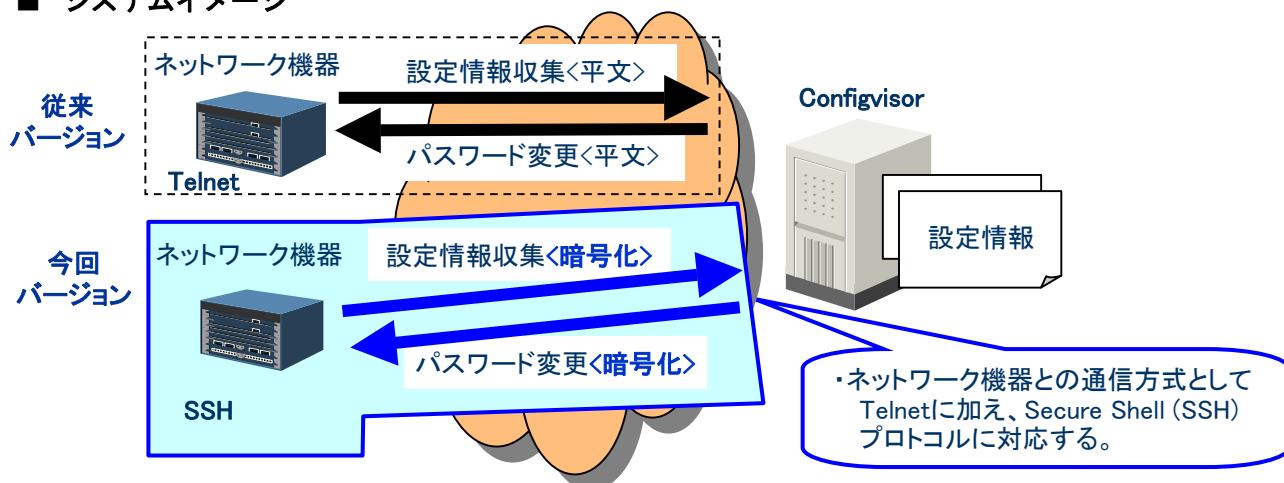 ■ システムイメージ
ネットワーク機器
設定情報収集<平文>
従来
バージョン
パスワード変更<平文>
Telnet
Configvisor
設定情報
今回
バージョン
ネットワーク機器
設定情報収集<暗号化>
パスワード変更<暗号化>
SSH
・ネットワーク機器との通信方式として
Telnetに加え、Secure Shell (SSH)
プロトコルに対応する。